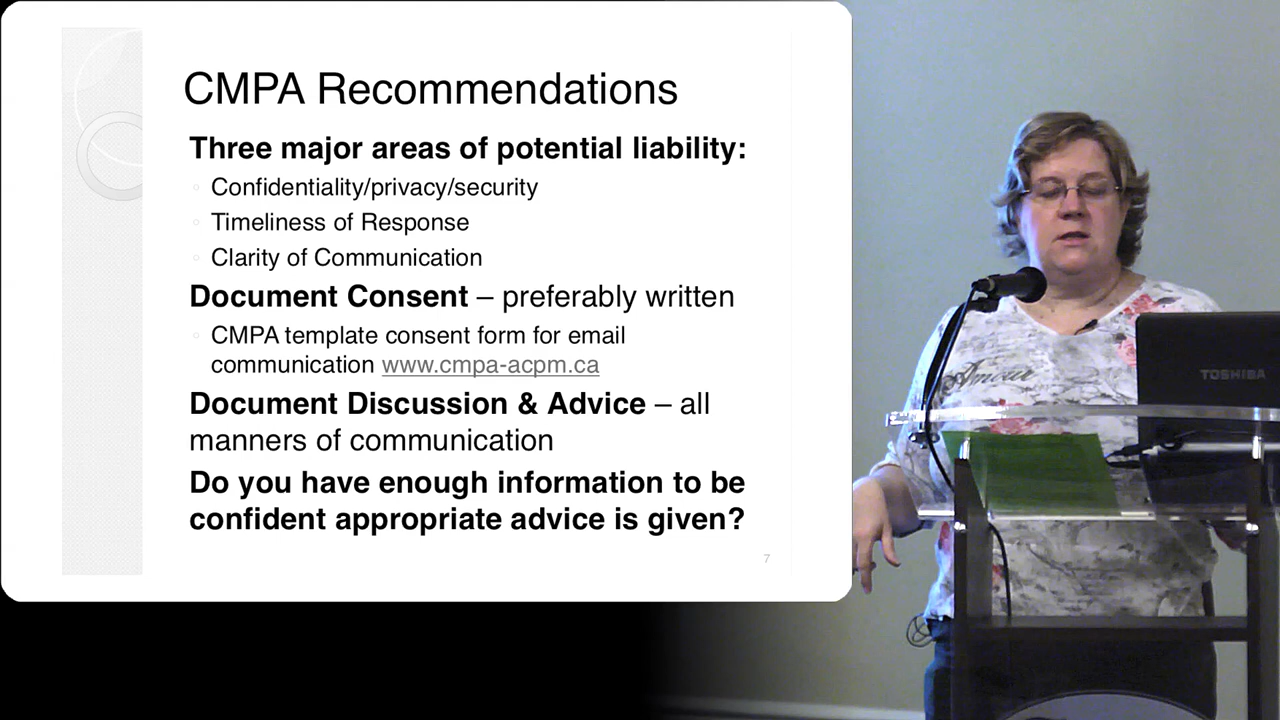 CMPA Recommendations
Three major areas of potential liability:
Confidentiality/privacy/security
Timeliness of Response
Clarity of Communication
Document Consent – preferably written
CMPA template consent form for email
communication www.cmpa-acpm.ca
Document Discussion & Advice – all
manners of communication
Do you have enough information to be
confident appropriate advice is given?
7
Amour
TOSHIBA